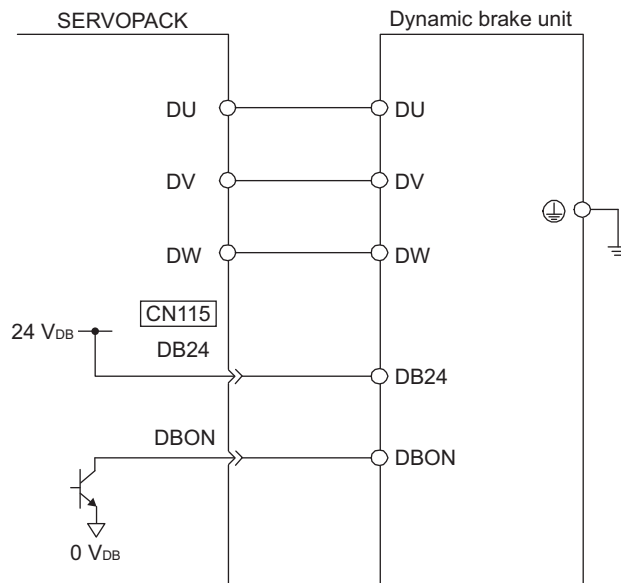 SERVOPACK
Dynamic brake unit
DU
DU
DV
DV
DW
DW
CN115
24 VDB
DB24
DB24
DBON
DBON
0 VDB